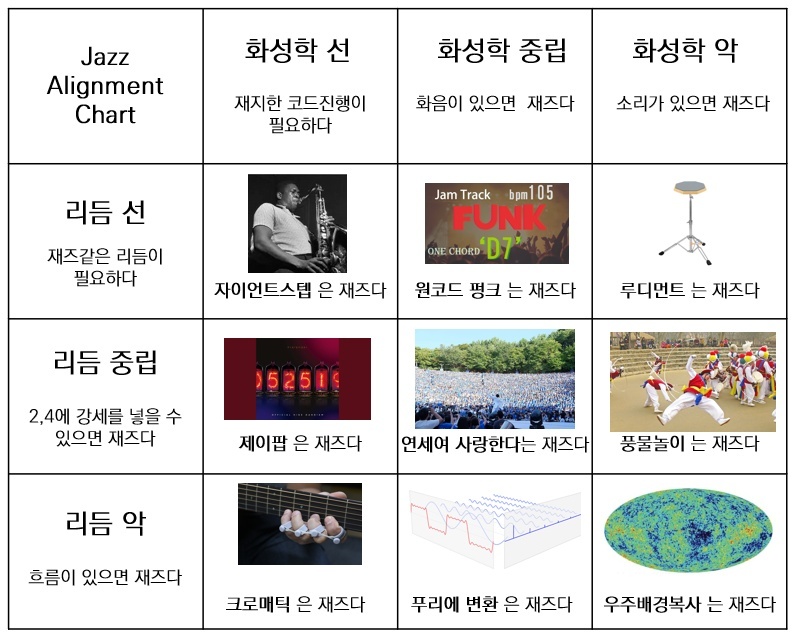 Jazz
Alignment
Chart
화성학 선
재지한 코드진행이
필요하다
화성학 중립
화음이 있으면 재즈다
화성학 악
소리가 있으면 재즈다
리듬 선
재즈같은 리듬이
필요하다
자이언트스텝 은 재즈다
Jam Track bpm105
FUNK
ONE CHORD 'D7'
원코드 펑크 는 재즈다
루디먼트 는 재즈다
리듬 중립
2,4에 강세를 넣을 수
있으면 재즈다
제이팝 은 재즈다
연세여 사랑한다는 재즈다
풍물놀이 는 재즈다
리듬 악
흐름이 있으면 재즈다
크로매틱 은 재즈다
푸리에 변환 은 재즈다
우주배경복사 는 재즈다